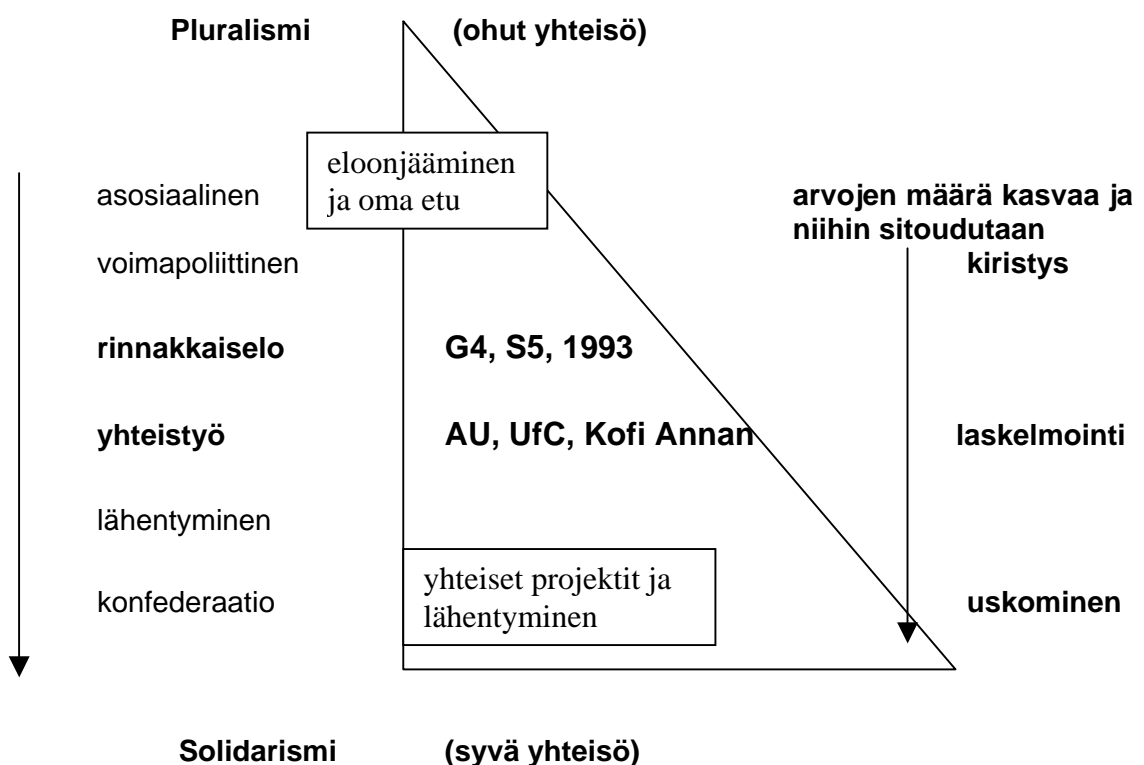 Pluralismi (ohut yhteisö)
eloonjääminen
ja oma etu
asosiaalinen
arvojen määrä kasvaa ja
niihin sitoudutaan
voimapoliittinen
kiristys
rinnakkaiselo
G4, S5, 1993
yhteistyö
AU, UfC, Kofi Annan
laskelmointi
lähentyminen
yhteiset projektit ja
lähentyminen
konfederaatio
uskominen
Solidarismi (syvä yhteisö)